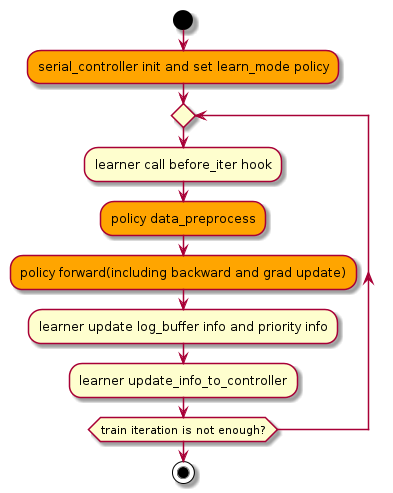 serial_controller init and set learn_mode policy
learner call before_iter hook
policy data_preprocess
policy forward(including backward and grad update)
learner update log_buffer info and priority info
learner update_info_to_controller
train iteration is not enough?